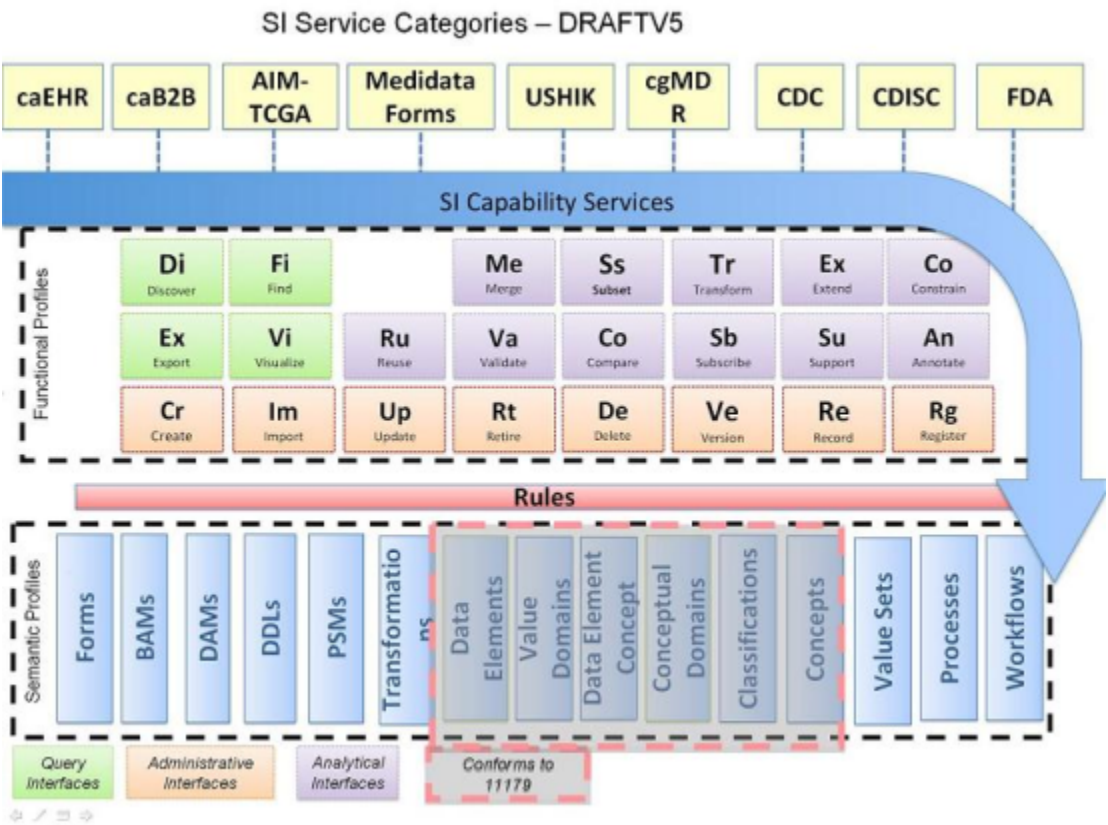 SI Service Categories – DRAFTV5
caEHR
caB2B
AIM-
TCGA
Medidata
Forms
USHIK
cgMD
R
CDC
CDISC
FDA
SI Capability Services
Functional Profiles
Di
Discover
Fi
Find
Me
Merge
Ss
Subset
Tr
Transform
Ex
Extend
Co
Constrain
Ex
Export
Vi
Visualize
Ru
Reuse
Va
Validate
Co
Compare
Sb
Subscribe
Su
Support
An
Annotate
Cr
Create
Im
Import
Up
Update
Rt
Retire
De
Delete
Ve
Version
Re
Record
Rg
Register
Rules
Semantic Profiles
Forms
BAMs
DAMs
DDLs
PSMs
Transformatio
ns
Data
Elements
Value
Domains
Data Element
Concept
Conceptual
Domains
Classifications
Concepts
Value Sets
Processes
Workflows
Query
Interfaces
Administrative
Interfaces
Analytical
Interfaces
Conforms to
11179